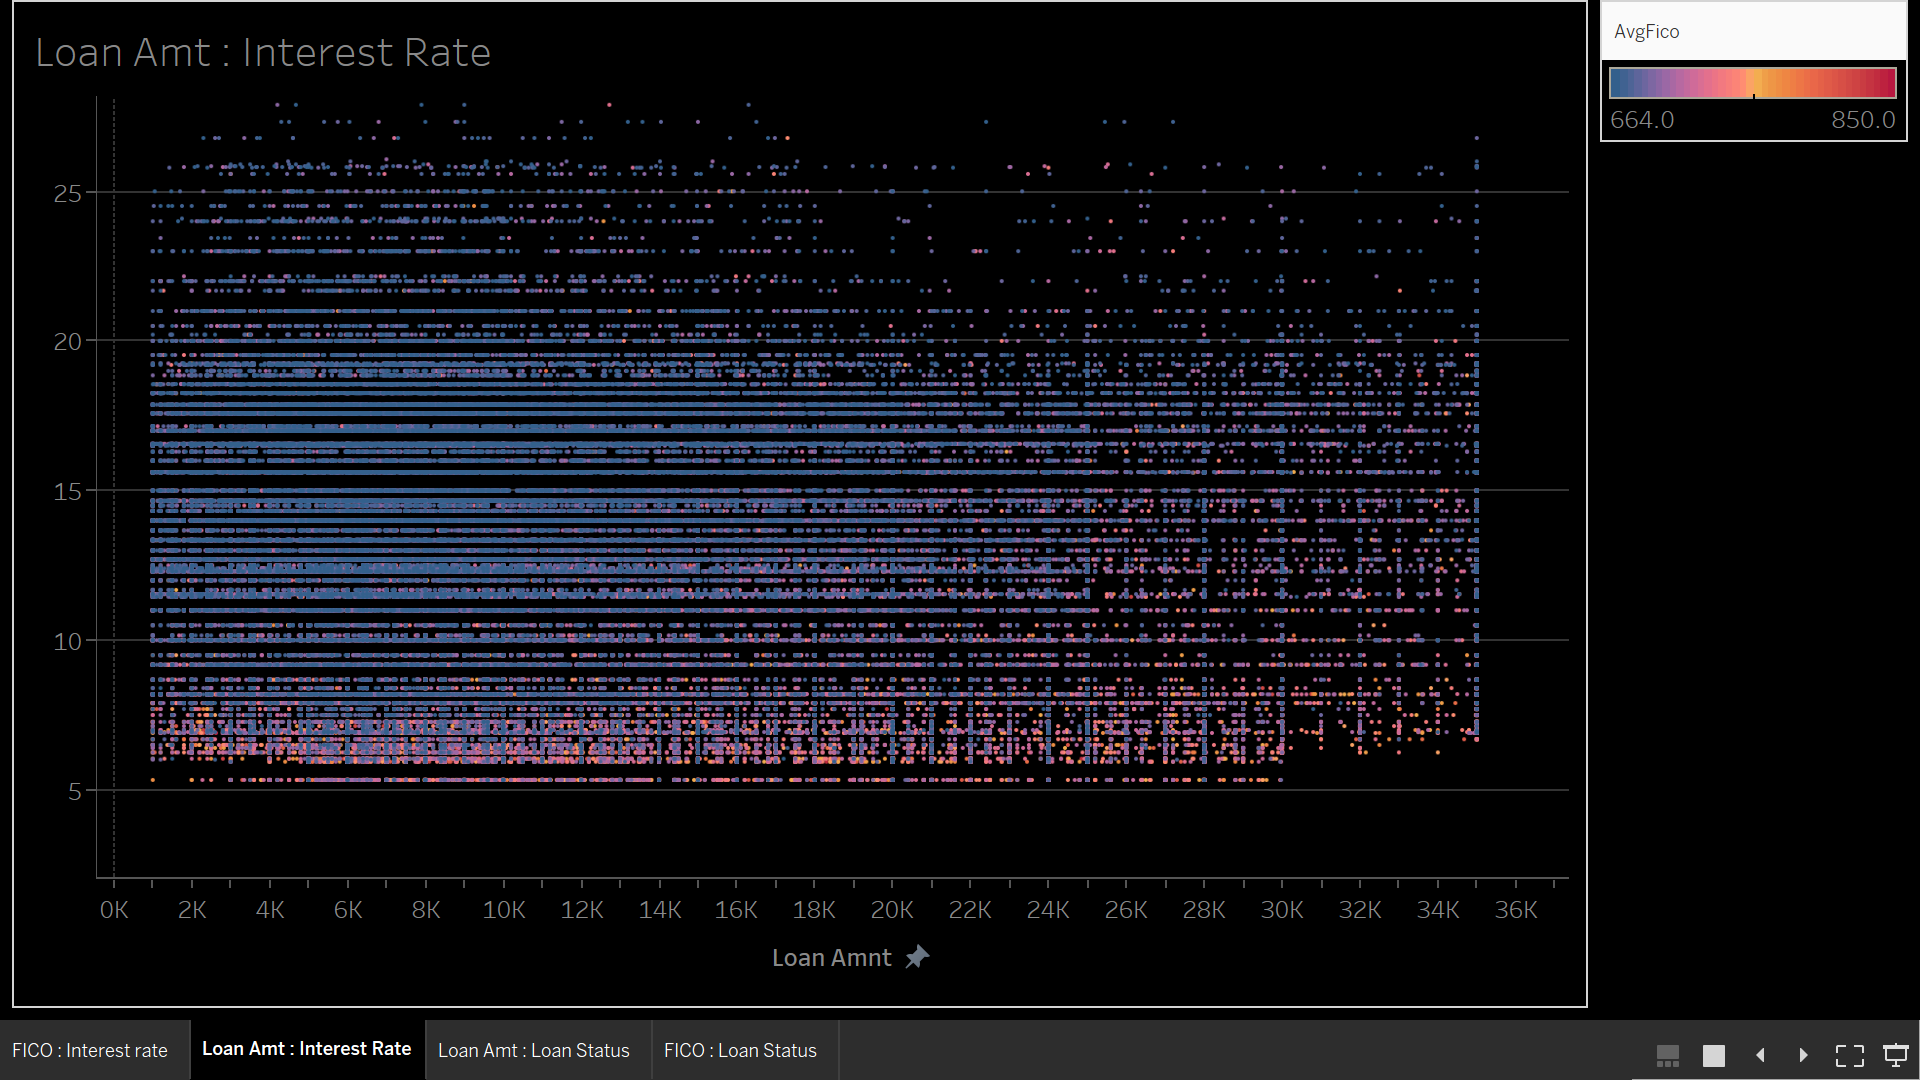 Loan Amt : Interest Rate
AvgFico
664.0 850.0
25
20
15
10
5
0K 2K 4K 6K 8K 10K 12K 14K 16K 18K 20K 22K 24K 26K 28K 30K 32K 34K 36K
Loan Amnt
FICO : Interest rate Loan Amt : Interest Rate Loan Amt : Loan Status FICO : Loan Status